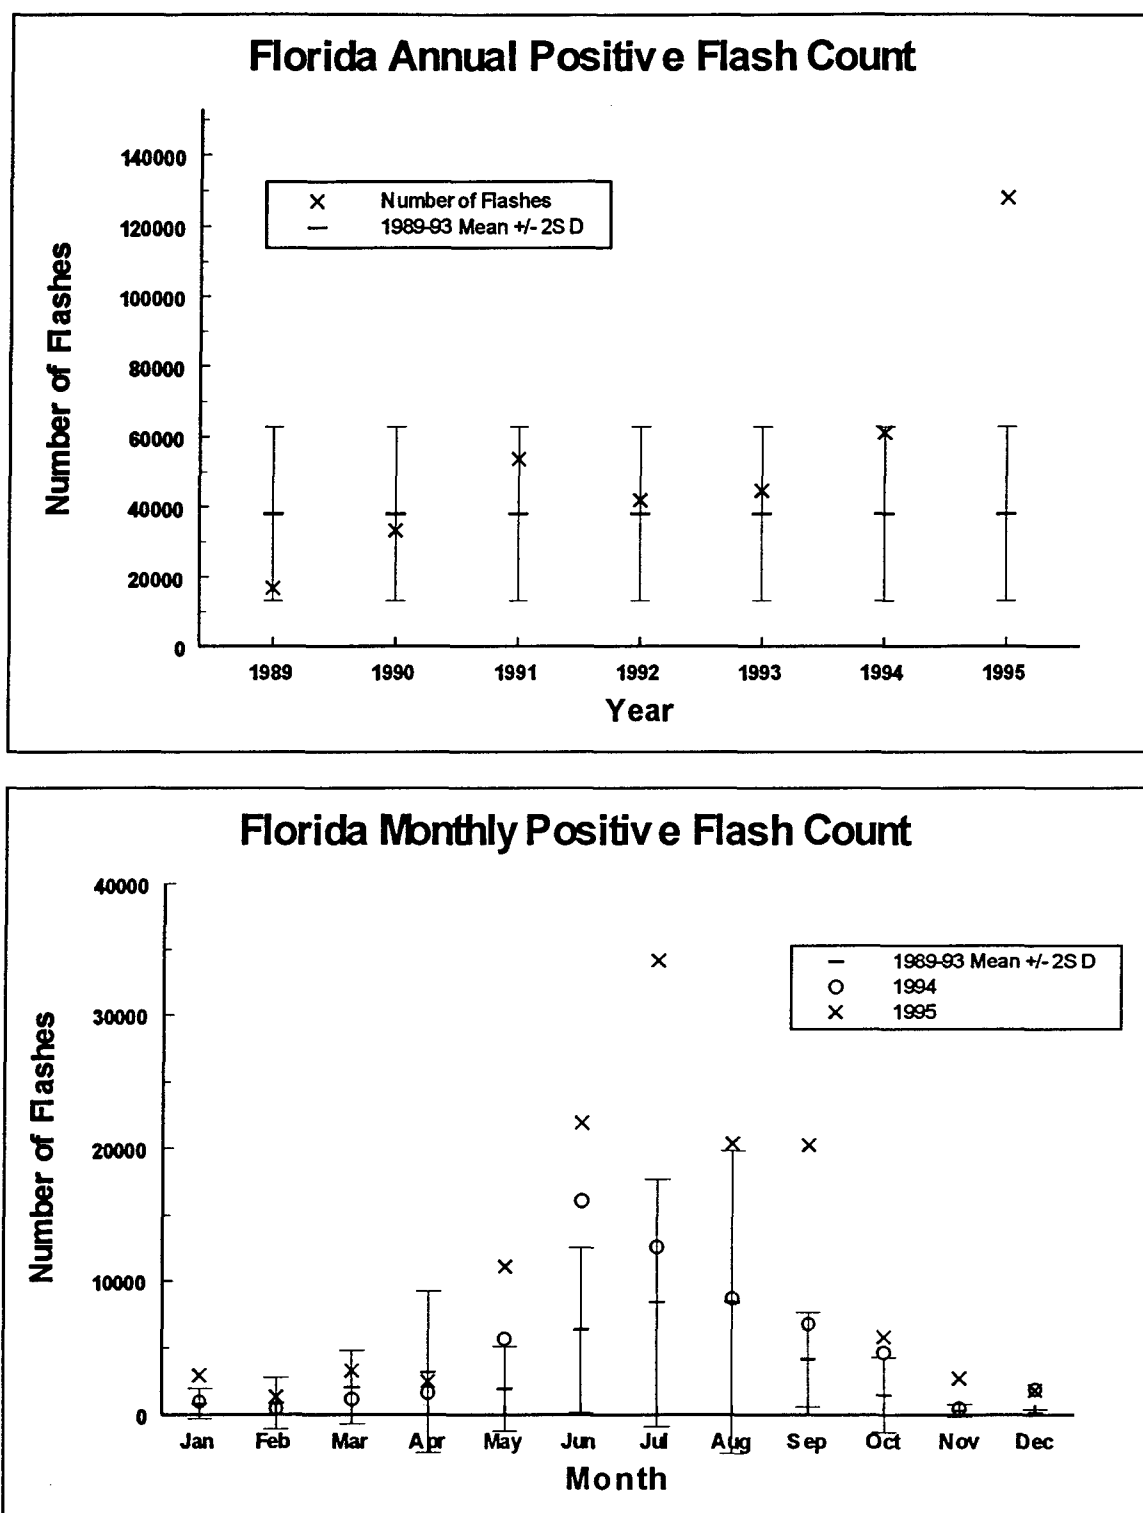 Florida Annual Positive Flash Count
140000
120000
100000
80000
60000
40000
20000
0
Number of Flashes
Number of Flashes
1989-93 Mean +/- 2SD
1989 1990 1991 1992 1993 1994 1995
Year
Florida Monthly Positive Flash Count
40000
30000
20000
10000
0
Number of Flashes
1989-93 Mean +/- 2SD
1994
1995
Jan Feb Mar Apr May Jun Jul Aug Sep Oct Nov Dec
Month